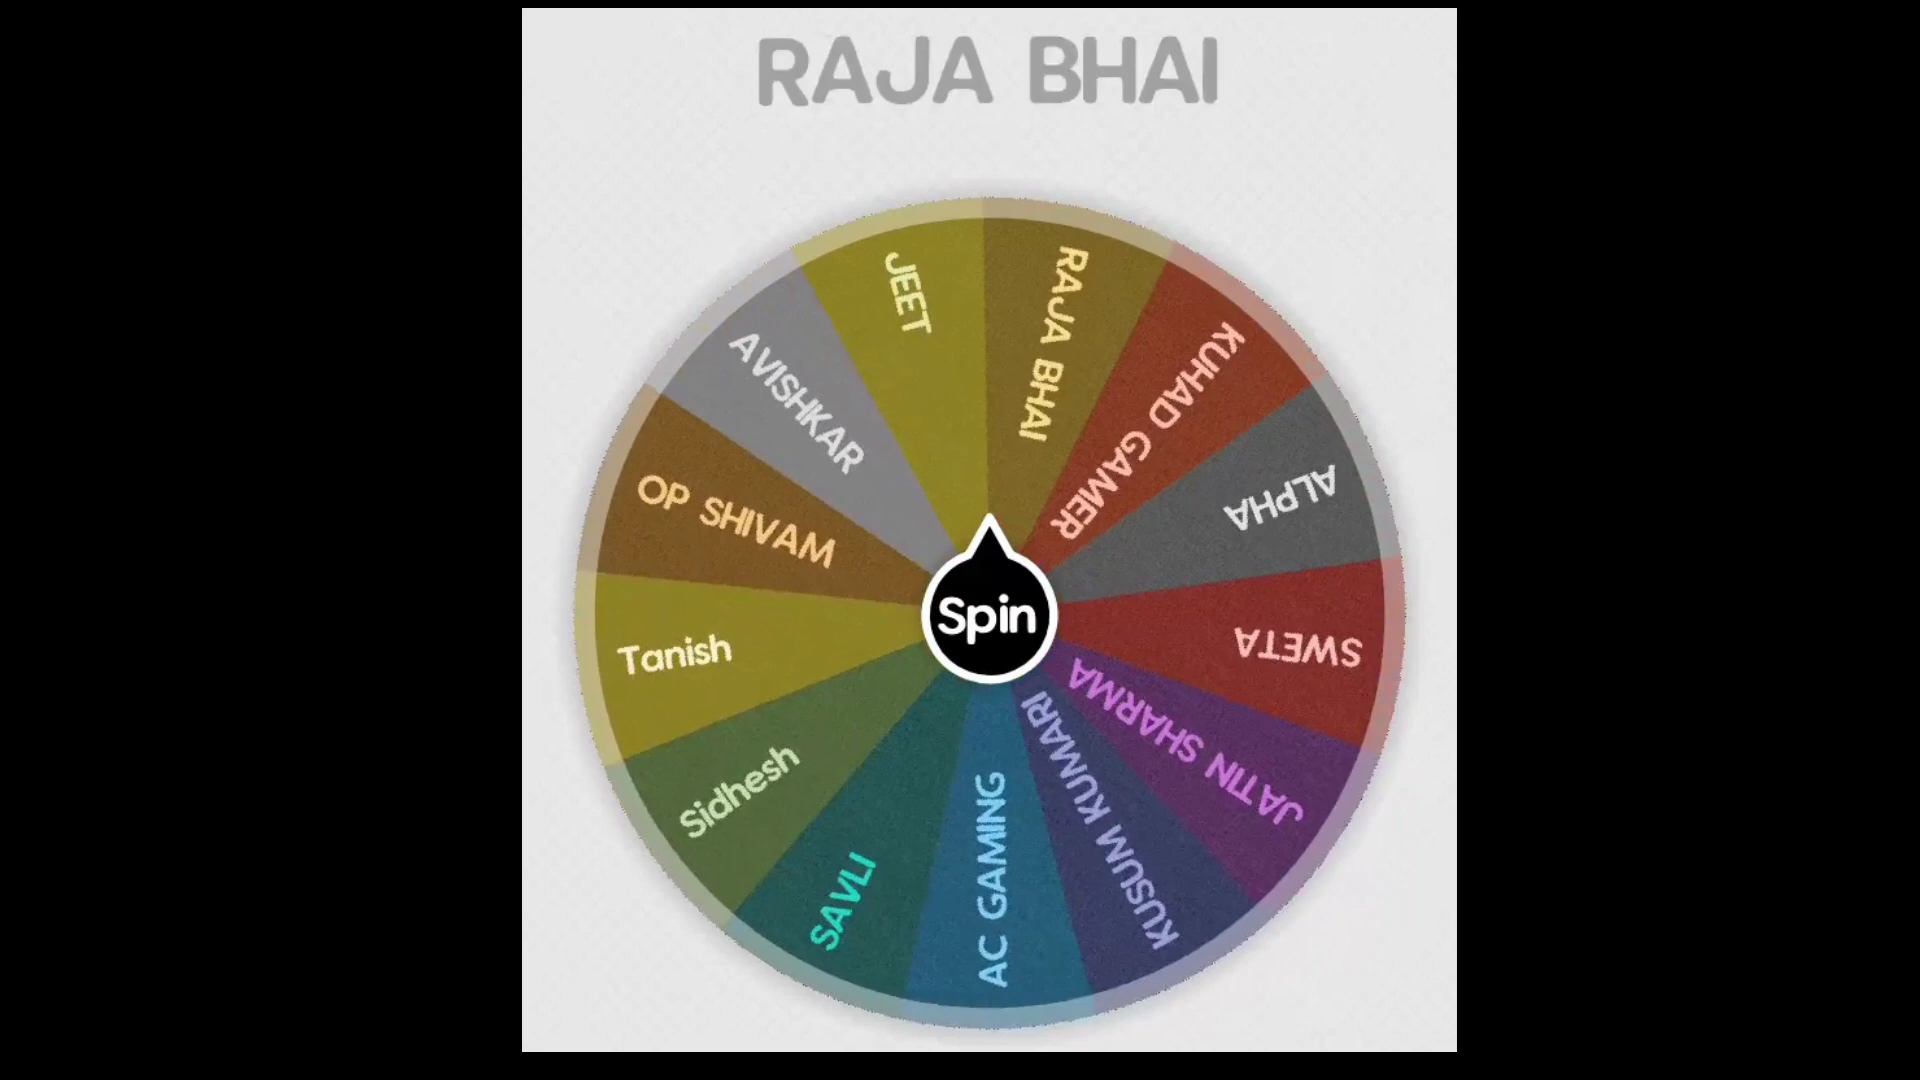 RAJA BHAI
JEET
RAJA BHAI
KUHAD GAMER
ALPHA
SWETA
JATIN SHARMA
KUSUM KUMARI
AC GAMING
SAVLI
Sidhesh
Tanish
OP SHIVAM
AVISHKAR
Spin